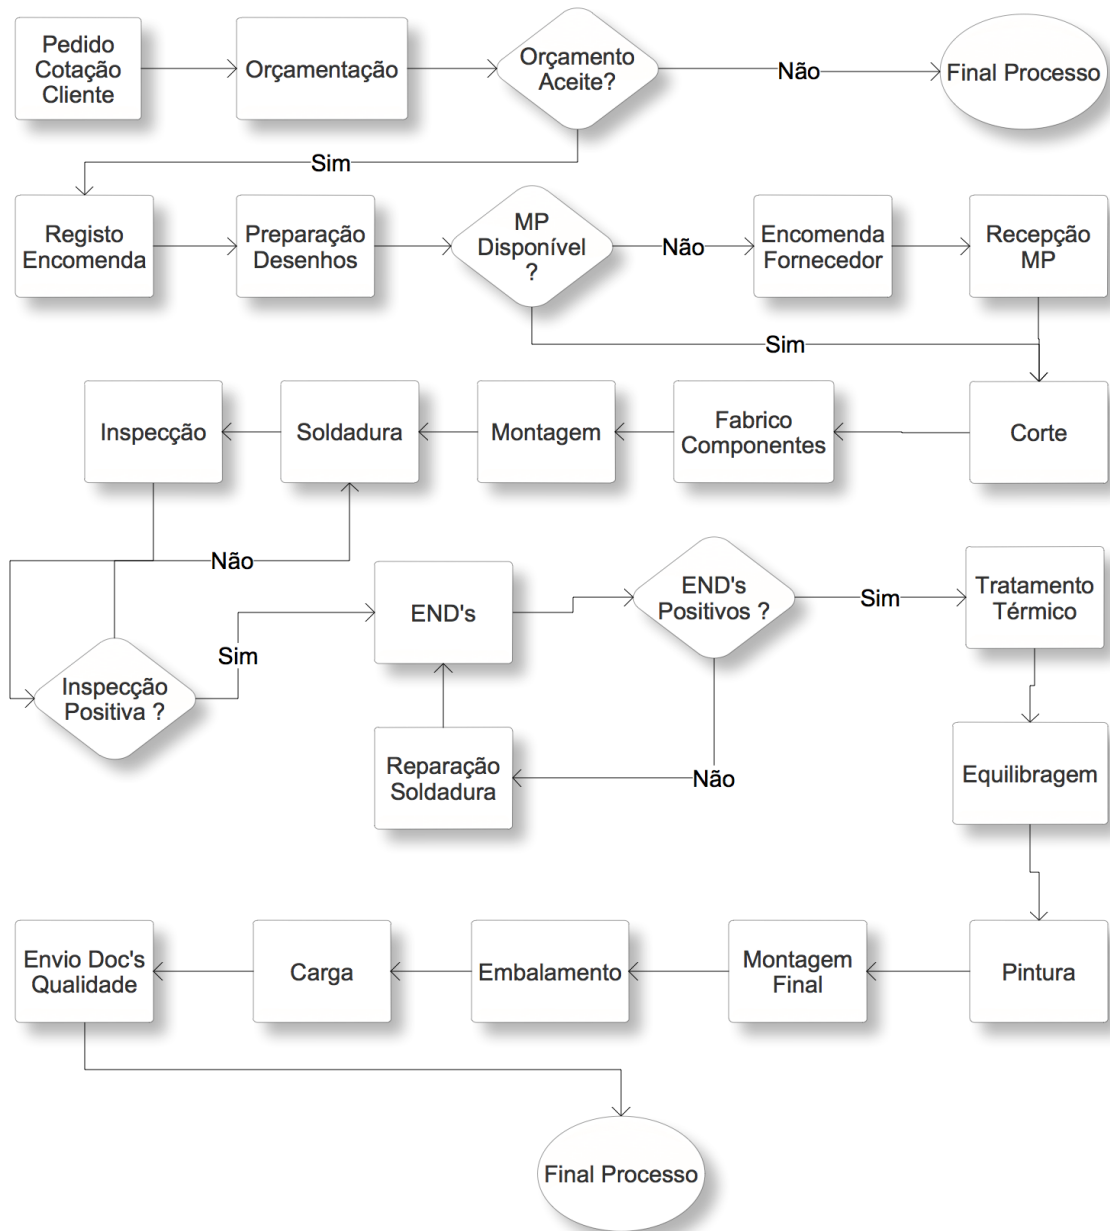 Pedido
Cotação
Cliente
Orçamentação
Orçamento
Aceite?
Não
Final Processo
Sim
Registo
Encomenda
Preparação
Desenhos
MP
Disponível
?
Não
Encomenda
Fornecedor
Recepção
MP
Sim
Inspecção
Soldadura
Montagem
Fabrico
Componentes
Corte
Não
END's
END's
Positivos ?
Sim
Tratamento
Térmico
Sim
Inspecção
Positiva ?
Reparação
Soldadura
Não
Equilibragem
Envio Doc's
Qualidade
Carga
Embalamento
Montagem
Final
Pintura
Final Processo